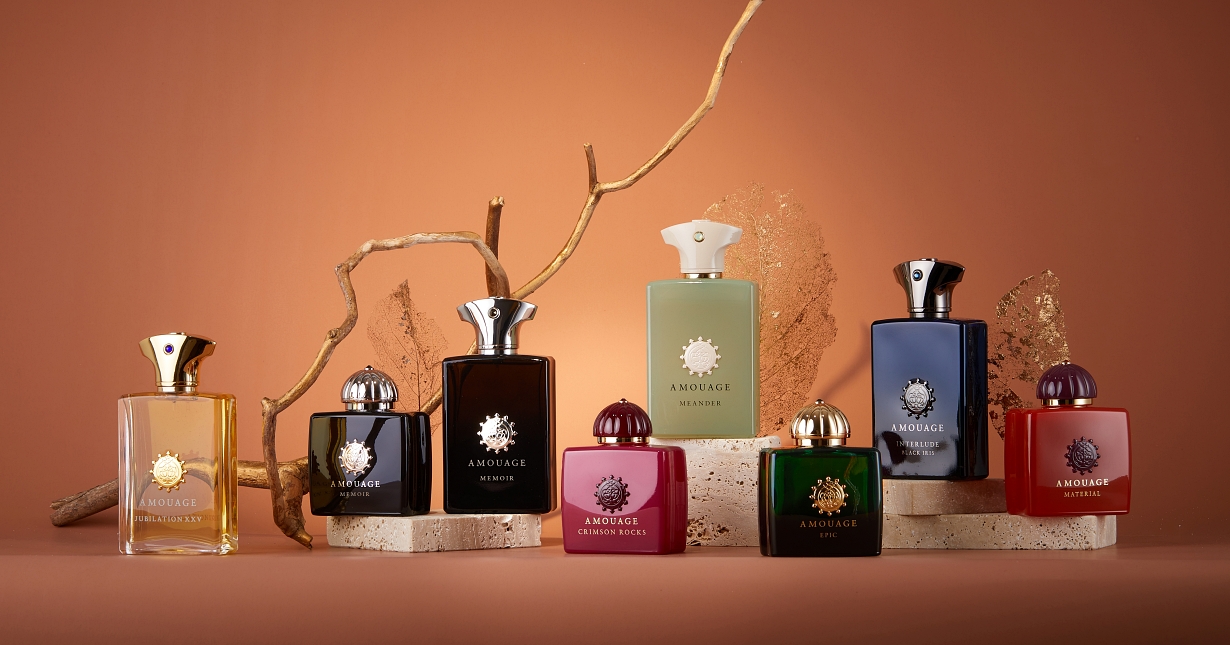 AMOUAGE
JUBILATION XXV
AMOUAGE
MEMOIR
AMOUAGE
MEMOIR
AMOUAGE
CRIMSON ROCKS
AMOUAGE
MEANDER
AMOUAGE
EPIC
AMOUAGE
INTERLUDE
BLACK IRIS
AMOUAGE
MATERIAL